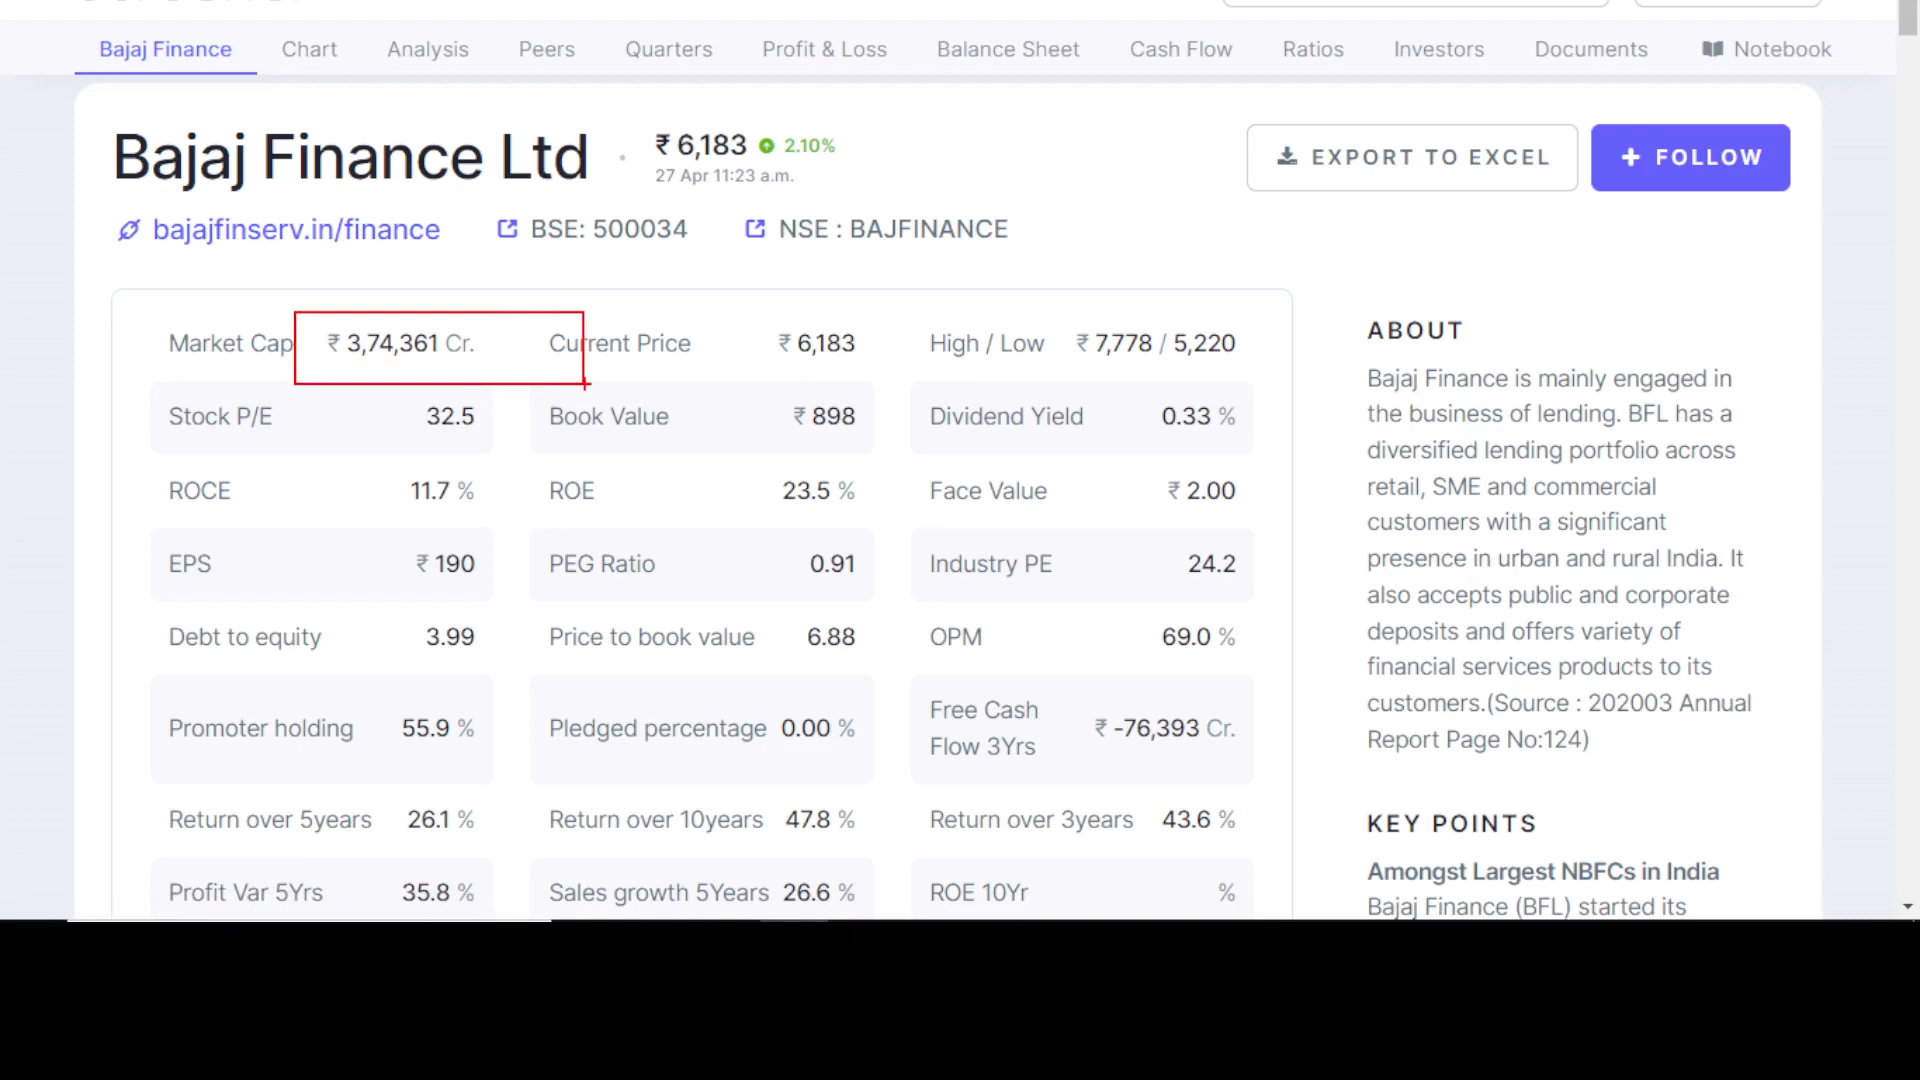 Bajaj Finance Chart Analysis Peers Quarters Profit & Loss Balance Sheet Cash Flow Ratios Investors Documents Notebook
Bajaj Finance Ltd
₹ 6,183 2.10%
27 Apr 11:23 a.m.
EXPORT TO EXCEL
+ FOLLOW
bajajfinserv.in/finance BSE: 500034 NSE : BAJFINANCE
Market Cap ₹ 3,74,361 Cr. Current Price ₹ 6,183 High / Low ₹ 7,778 / 5,220
Stock P/E 32.5 Book Value ₹ 898 Dividend Yield 0.33 %
ROCE 11.7 % ROE 23.5 % Face Value ₹ 2.00
EPS ₹ 190 PEG Ratio 0.91 Industry PE 24.2
Debt to equity 3.99 Price to book value 6.88 OPM 69.0 %
Promoter holding 55.9 % Pledged percentage 0.00 % Free Cash Flow 3Yrs ₹ -76,393 Cr.
Return over 5years 26.1 % Return over 10years 47.8 % Return over 3years 43.6 %
Profit Var 5Yrs 35.8 % Sales growth 5Years 26.6 % ROE 10Yr %
ABOUT
Bajaj Finance is mainly engaged in
the business of lending. BFL has a
diversified lending portfolio across
retail, SME and commercial
customers with a significant
presence in urban and rural India. It
also accepts public and corporate
deposits and offers variety of
financial services products to its
customers.(Source : 202003 Annual
Report Page No:124)
KEY POINTS
Amongst Largest NBFCs in India
Bajaj Finance (BFL) started its